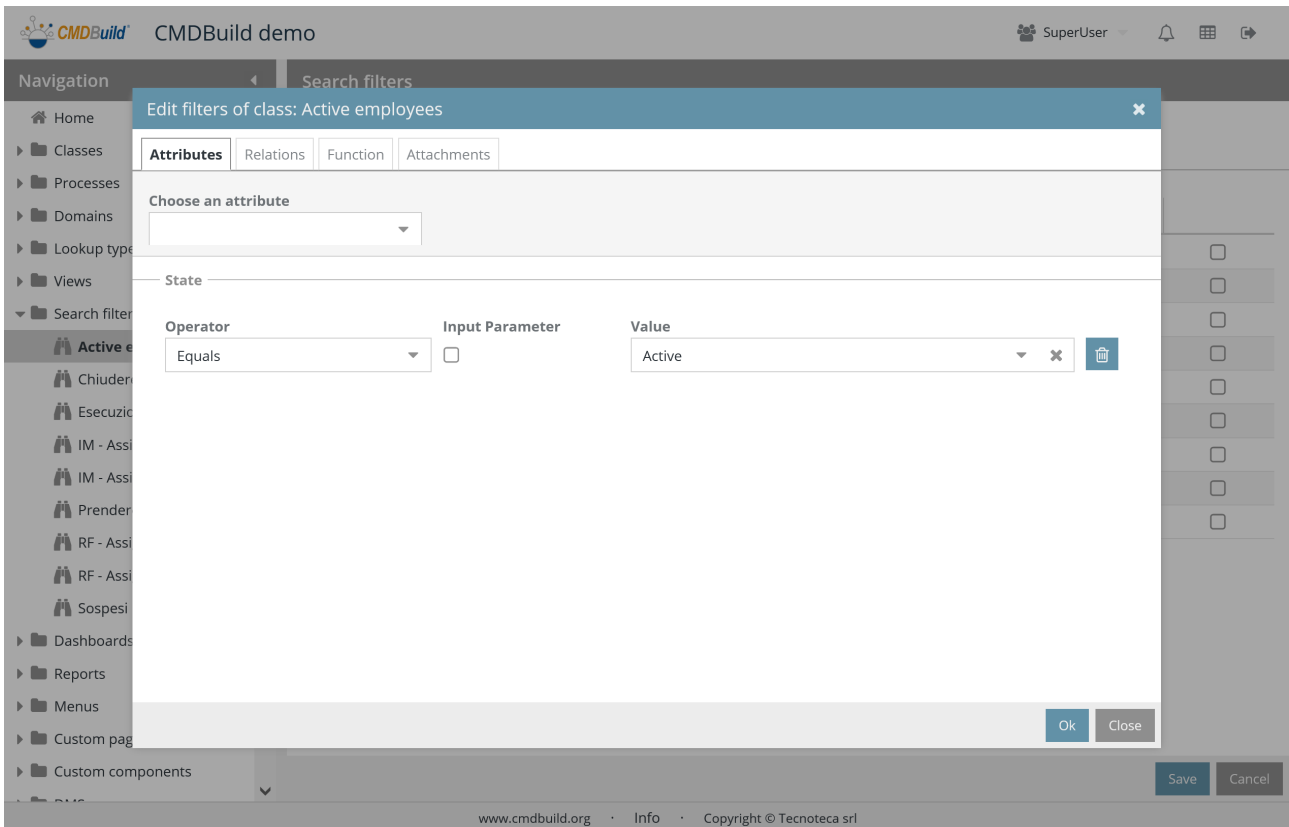 CMDBuild CMDBuild demo SuperUser
Navigation Search filters
Edit filters of class: Active employees
Home
Attributes Relations Function Attachments
Classes
Processes
Choose an attribute
Domains
Lookup type
Views
State
Search filter
Operator Input Parameter Value
Active e
Equals Active
Chiuder
Esecuzio
IM - Assi
IM - Assi
Prender
RF - Assi
RF - Assi
Sospesi
Dashboards
Reports
Menus
Ok Close
Custom pag
Custom components
Save Cancel
www.cmdbuild.org · Info · Copyright © Tecnoteca srl